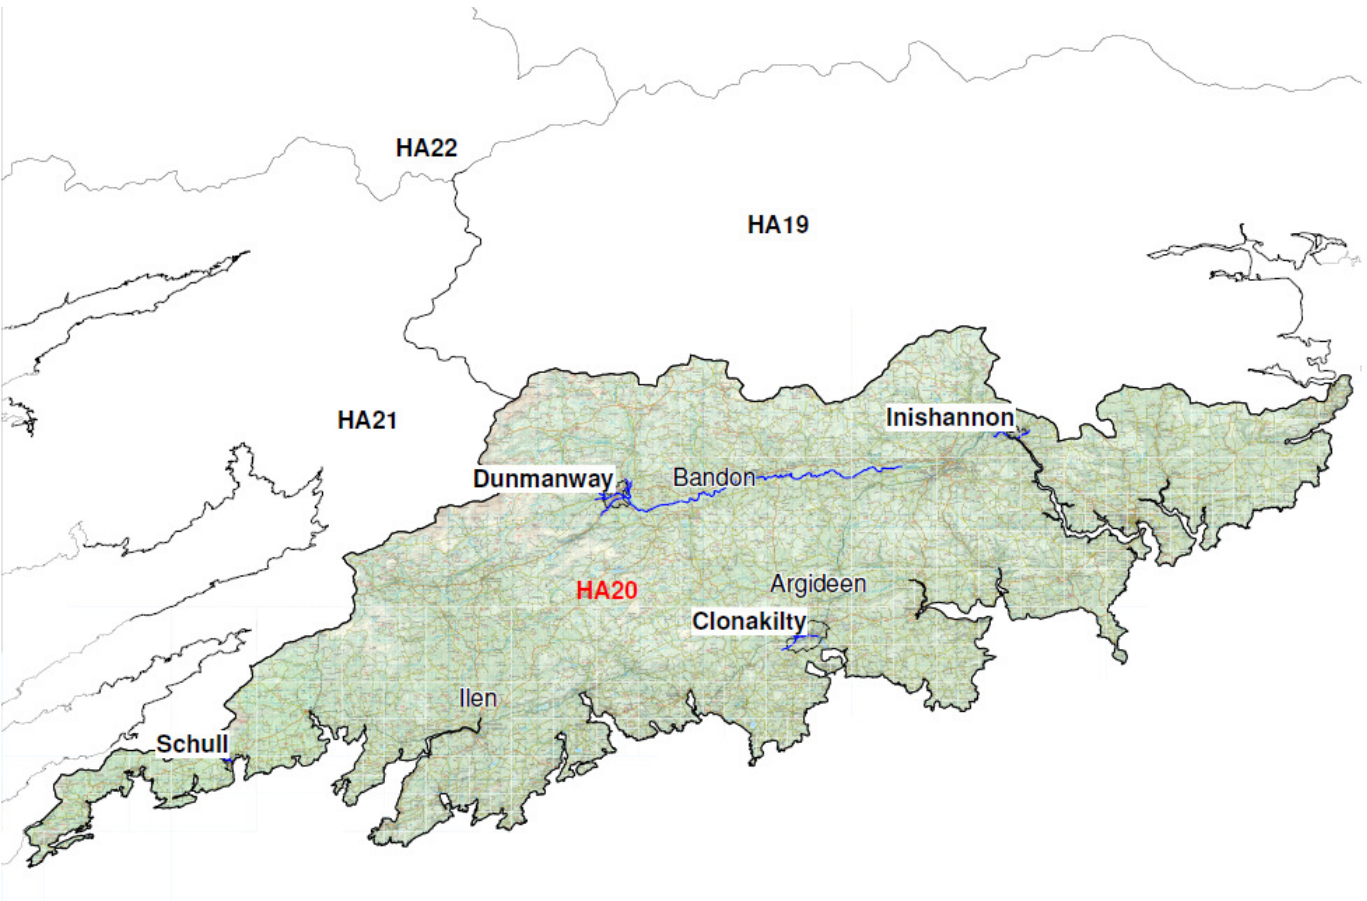 HA22
HA19
HA21
Inishannon
Dunmanway
Bandon
Argideen
HA20
Clonakilty
Ilen
Schull